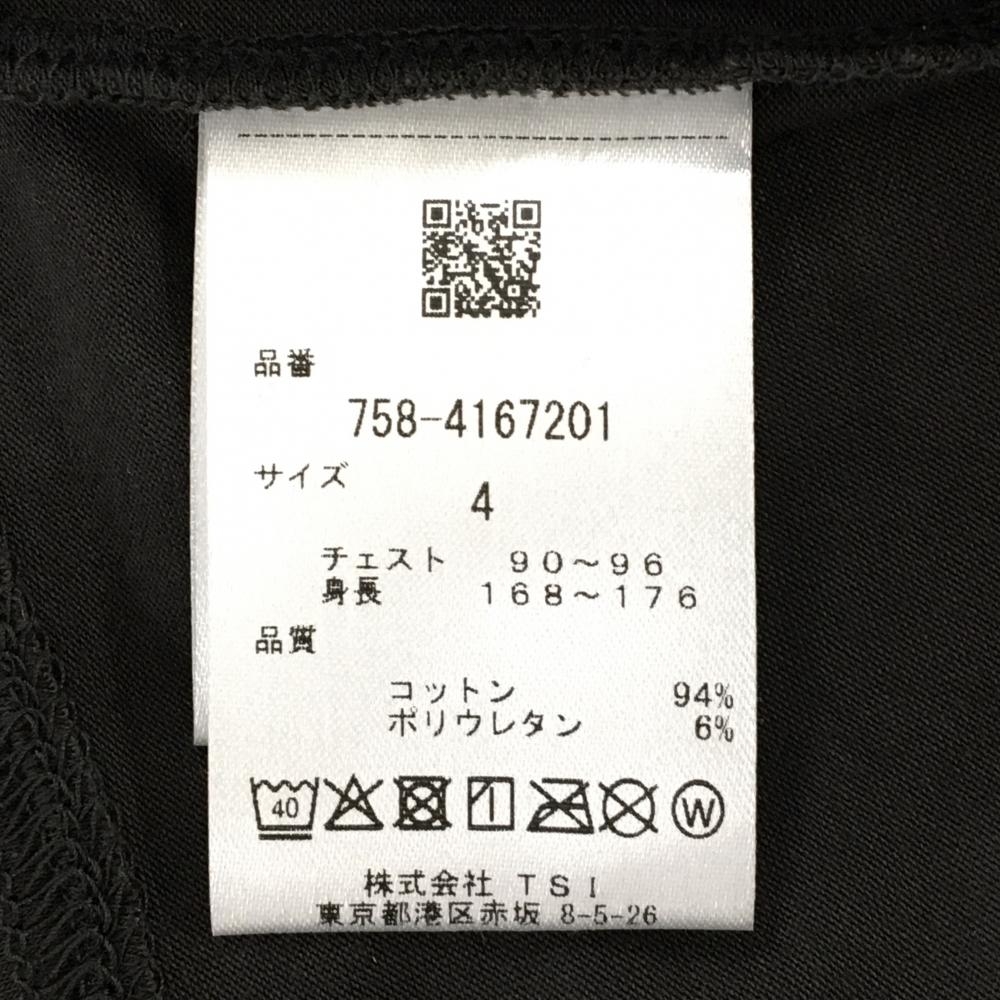 品番
758-4167201
サイズ
4
チェスト 90～96
身長 168～176
品質
コットン 94%
ポリウレタン 6%
40 W
株式会社 TSI
東京都港区赤坂 8-5-26